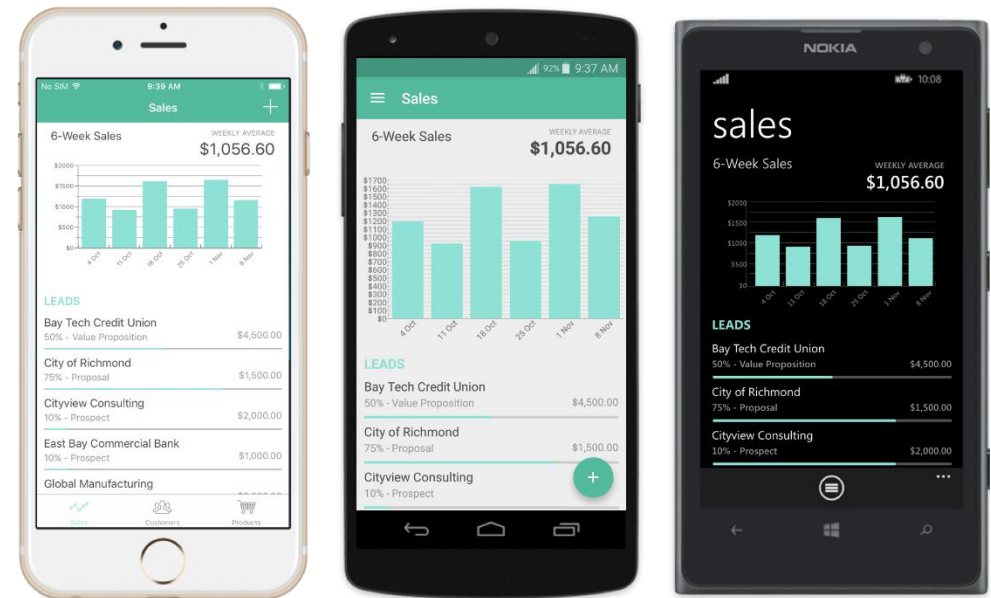 No SIM 9:39 AM
Sales
6-Week Sales
WEEKLY AVERAGE
$1,056.60
$2000
$1500
$1000
$500
$0
4 Oct 11 Oct 18 Oct 25 Oct 1 Nov 8 Nov
LEADS
Bay Tech Credit Union
50% - Value Proposition $4,500.00
City of Richmond
75% - Proposal $1,500.00
Cityview Consulting
10% - Prospect $2,000.00
East Bay Commercial Bank
10% - Prospect $1,000.00
Global Manufacturing
Sales Customers Products
92% 9:37 AM
Sales
6-Week Sales
WEEKLY AVERAGE
$1,056.60
$1700
$1600
$1500
$1400
$1300
$1200
$1100
$1000
$900
$800
$700
$600
$500
$400
$300
$200
$100
$0
4 Oct 11 Oct 18 Oct 25 Oct 1 Nov 8 Nov
LEADS
Bay Tech Credit Union
50% - Value Proposition $4,500.00
City of Richmond
75% - Proposal $1,500.00
Cityview Consulting
10% - Prospect
+
NOKIA
10:08
sales
6-Week Sales
WEEKLY AVERAGE
$1,056.60
$2000
$1500
$1000
$500
$0
4 Oct 11 Oct 18 Oct 25 Oct 1 Nov 8 Nov
LEADS
Bay Tech Credit Union
50% - Value Proposition $4,500.00
City of Richmond
75% - Proposal $1,500.00
Cityview Consulting
10% - Prospect $2,000.00